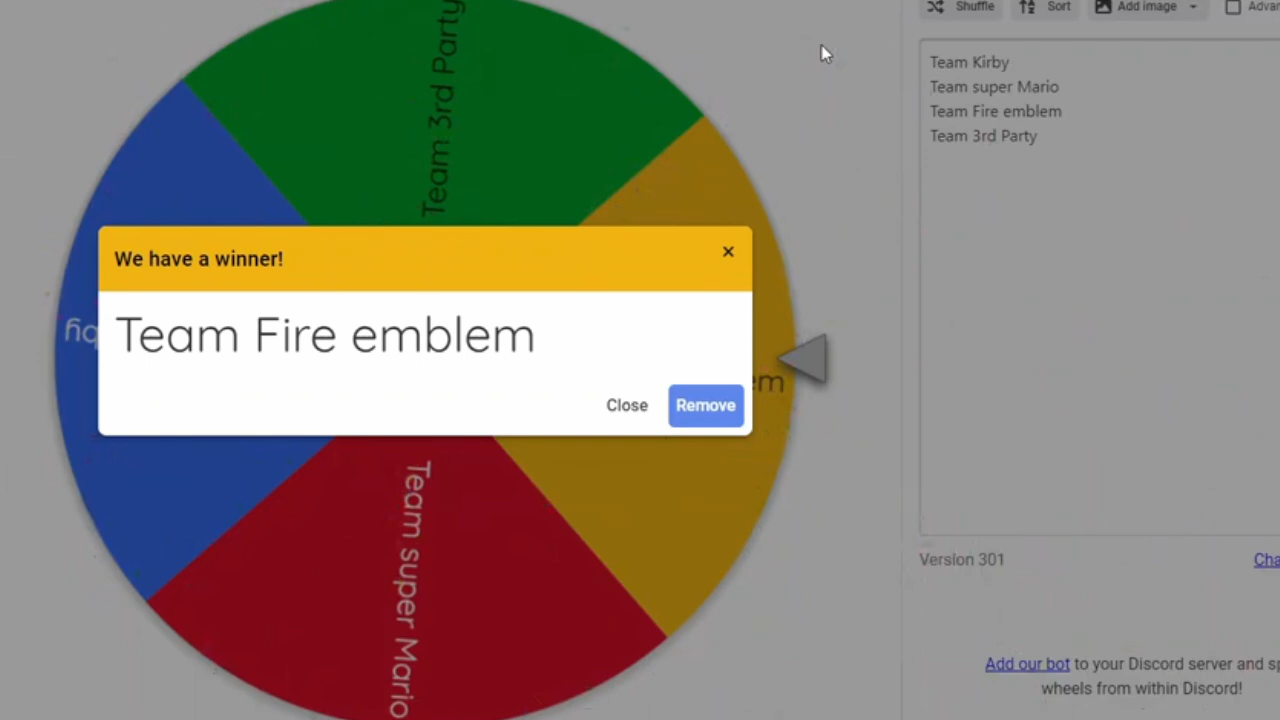 Shuffle
Sort
Add image
Team Kirby
Team super Mario
Team Fire emblem
Team 3rd Party
Team 3rd Party
We have a winner!
×
Team Fire emblem
Close
Remove
Team super Mario
Version 301
Add our bot to your Discord server and
wheels from within Discord!